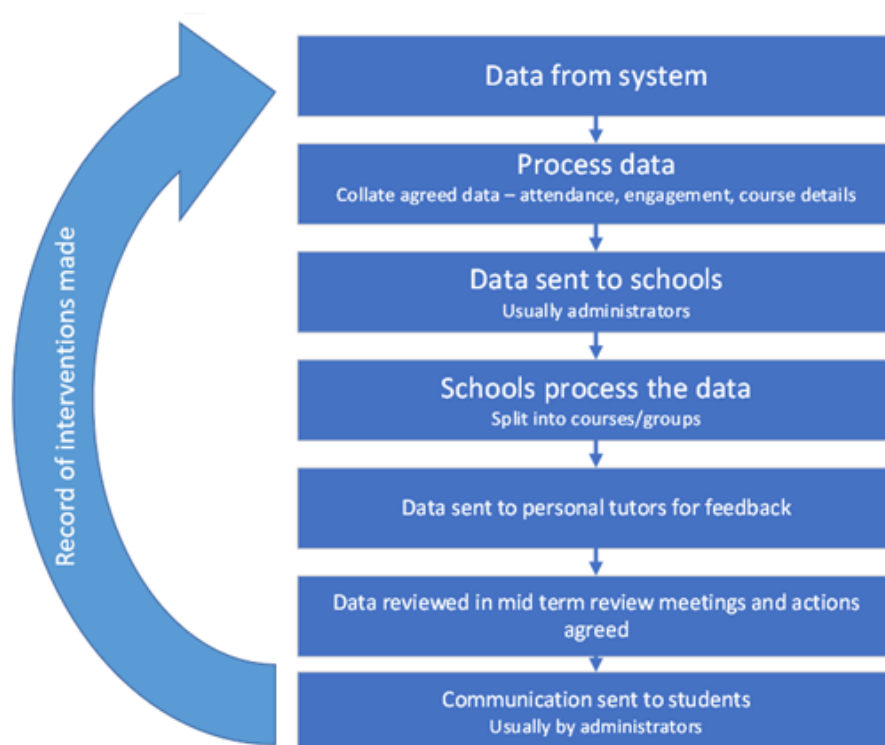 Data from system
Process data
Collate agreed data – attendance, engagement, course details
Data sent to schools
Usually administrators
Schools process the data
Split into courses/groups
Data sent to personal tutors for feedback
Data reviewed in mid term review meetings and actions
agreed
Communication sent to students
Usually by administrators
Record of interventions made